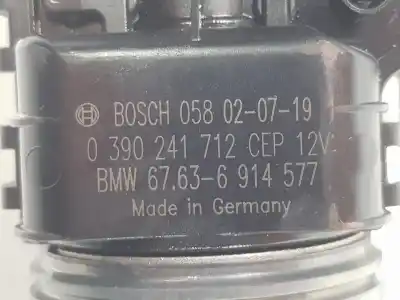 BOSCH 058 02-07-19
0 390 241 712 CEP 12V
BMW 67.63-6 914 577
Made in Germany